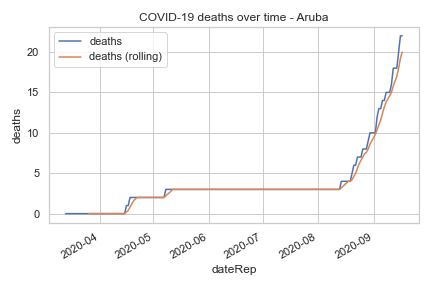 COVID-19 deaths over time - Aruba
deaths
deaths (rolling)
deaths
20
15
10
5
0
2020-04 2020-05 2020-06 2020-07 2020-08 2020-09
dateRep